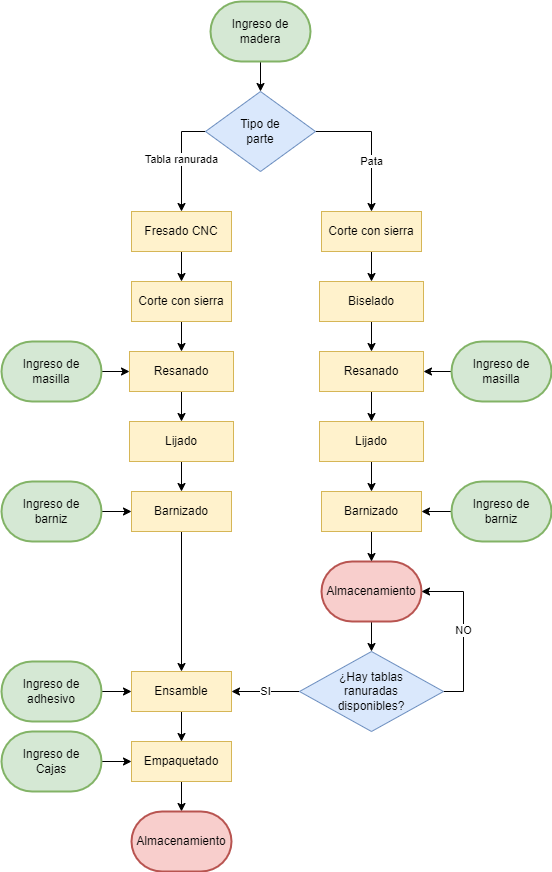 Ingreso de
madera
Tipo de
parte
Tabla ranurada
Pata
Fresado CNC
Corte con sierra
Corte con sierra
Biselado
Ingreso de
masilla
Resanado
Resanado
Ingreso de
masilla
Lijado
Lijado
Ingreso de
barniz
Barnizado
Barnizado
Ingreso de
barniz
Almacenamiento
NO
¿Hay tablas
ranuradas
disponibles?
SI
Ingreso de
adhesivo
Ensamble
Ingreso de
Cajas
Empaquetado
Almacenamiento